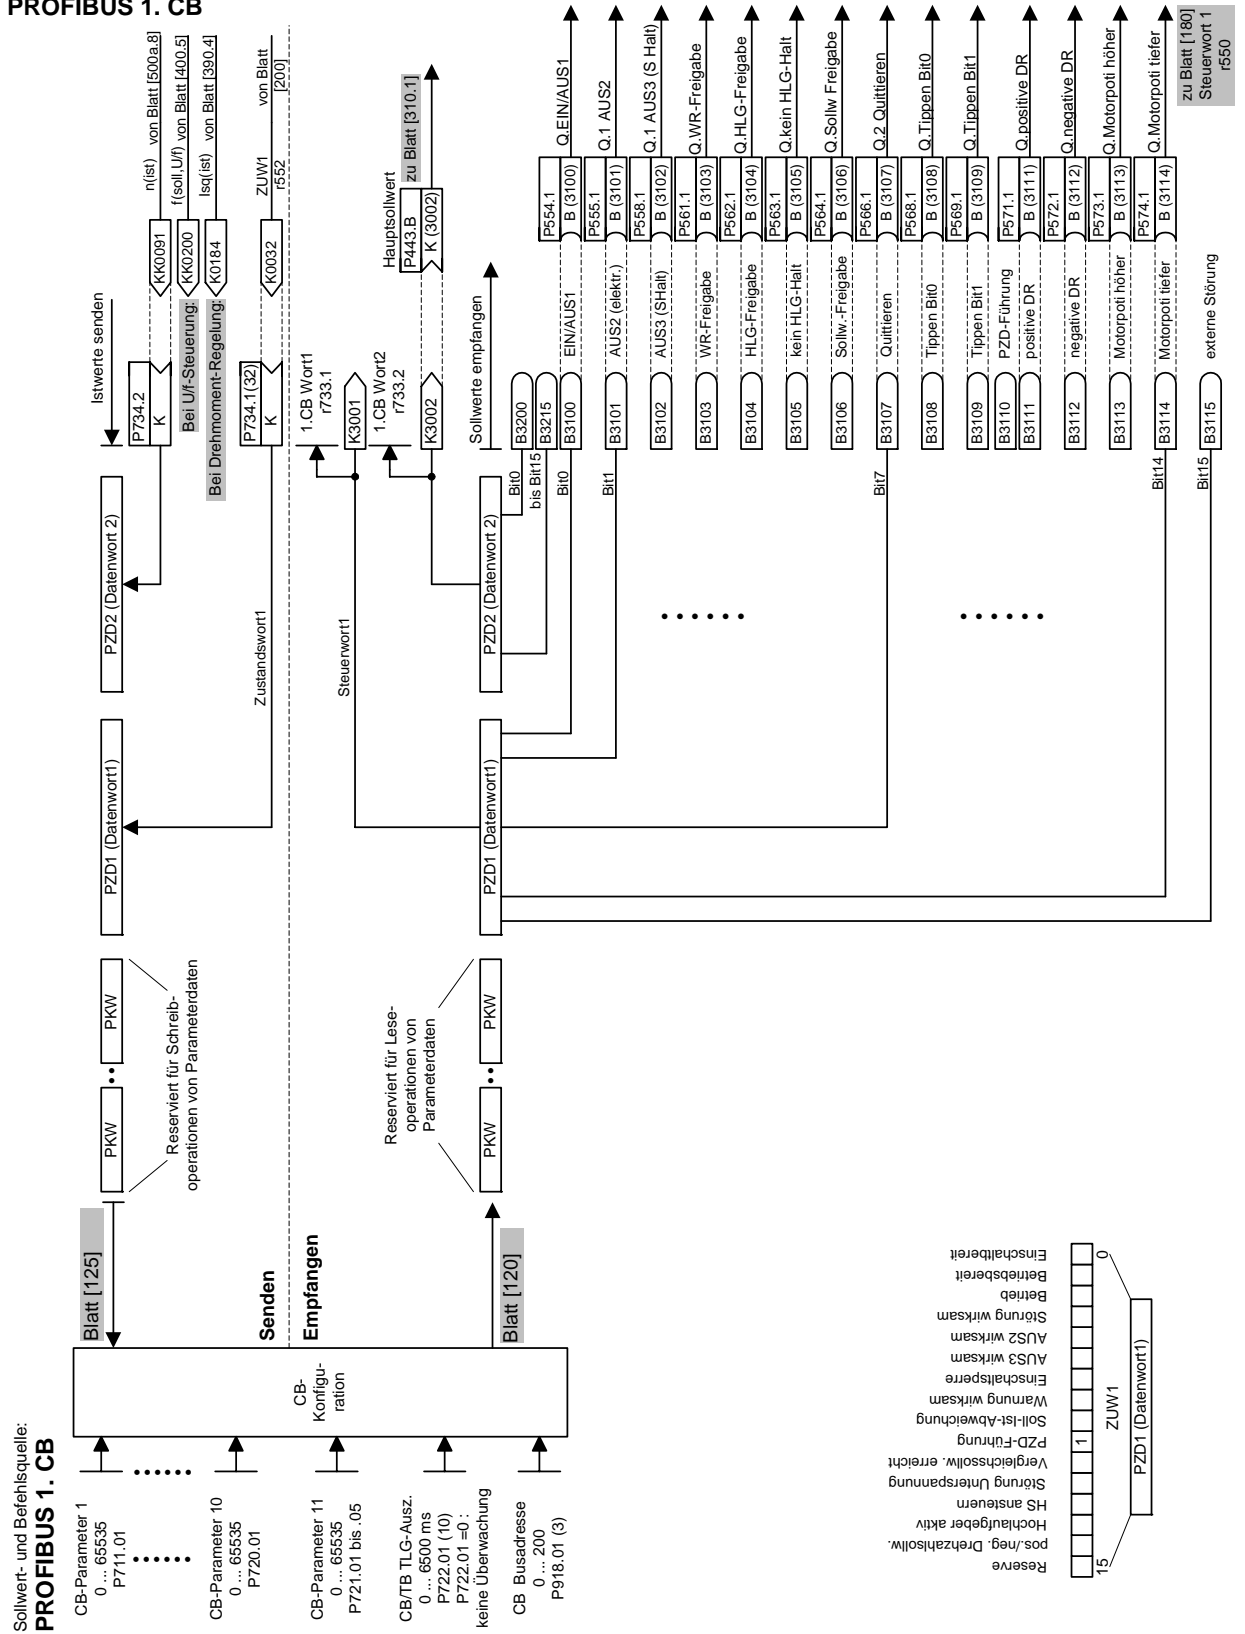 PROFIBUS 1. CB
Sollwert- und Befehlsquelle:
PROFIBUS 1. CB
CB-Parameter 1
0 ... 65535
P711.01
CB-Parameter 10
0 ... 65535
P720.01
CB-Parameter 11
0 ... 65535
P721.01 bis .05
CB/TB TLG-Ausz.
0 ... 6500 ms
P722.01 (10)
P722.01 =0 :
keine Überwachung
CB Busadresse
0 ... 200
P918.01 (3)
CB-
Konfigu-
ration
Blatt [125]
Senden
Empfangen
Blatt [120]
PKW
PKW
Reserviert für Schreib-
operationen von Parameterdaten
PZD1 (Datenwort1)
PZD2 (Datenwort 2)
Zustandswort1
Istwerte senden
P734.2
K
KK0091
n(ist) von Blatt [500a.8]
Bei U/f-Steuerung:
KK0200
f(soll,U/f) von Blatt [400.5]
Bei Drehmoment-Regelung:
K0184
Isq(ist) von Blatt [390.4]
P734.1(32)
K
K0032
ZUW1
r552
von Blatt
[200]
PKW
PKW
Reserviert für Lese-
operationen von
Parameterdaten
PZD1 (Datenwort1)
PZD2 (Datenwort 2)
Steuerwort1
1.CB Wort1
r733.1
K3001
1.CB Wort2
r733.2
K3002
Hauptsollwert
P443.B
K (3002)
zu Blatt [310.1]
Sollwerte empfangen
Bit0
B3200
bis Bit15
B3215
Bit0
B3100
EIN/AUS1
P554.1
B (3100)
Q.EIN/AUS1
Bit1
B3101
AUS2 (elektr.)
P555.1
B (3101)
Q.1 AUS2
B3102
AUS3 (SHalt)
P558.1
B (3102)
Q.1 AUS3 (S Halt)
B3103
WR-Freigabe
P561.1
B (3103)
Q.WR-Freigabe
B3104
HLG-Freigabe
P562.1
B (3104)
Q.HLG-Freigabe
B3105
kein HLG-Halt
P563.1
B (3105)
Q.kein HLG-Halt
B3106
Sollw.-Freigabe
P564.1
B (3106)
Q.Sollw Freigabe
Bit7
B3107
Quittieren
P566.1
B (3107)
Q.2 Quittieren
B3108
Tippen Bit0
P568.1
B (3108)
Q.Tippen Bit0
B3109
Tippen Bit1
P569.1
B (3109)
Q.Tippen Bit1
B3110
PZD-Führung
B3111
positive DR
P571.1
B (3111)
Q.positive DR
B3112
negative DR
P572.1
B (3112)
Q.negative DR
B3113
Motorpoti höher
P573.1
B (3113)
Q.Motorpoti höher
Bit14
B3114
Motorpoti tiefer
P574.1
B (3114)
Q.Motorpoti tiefer
Bit15
B3115
externe Störung
zu Blatt [180]
Steuerwort 1
r550
Einschaltbereit
Betriebsbereit
Betrieb
Störung wirksam
AUS2 wirksam
AUS3 wirksam
Einschaltsperre
Warnung wirksam
Soll-Ist-Abweichung
PZD-Führung
Vergleichssollw. erreicht
Störung Unterspannung
HS ansteuern
Hochlaufgeber aktiv
pos./neg. Drehzahlsollw.
Reserve
1
15
ZUW1
0
PZD1 (Datenwort1)